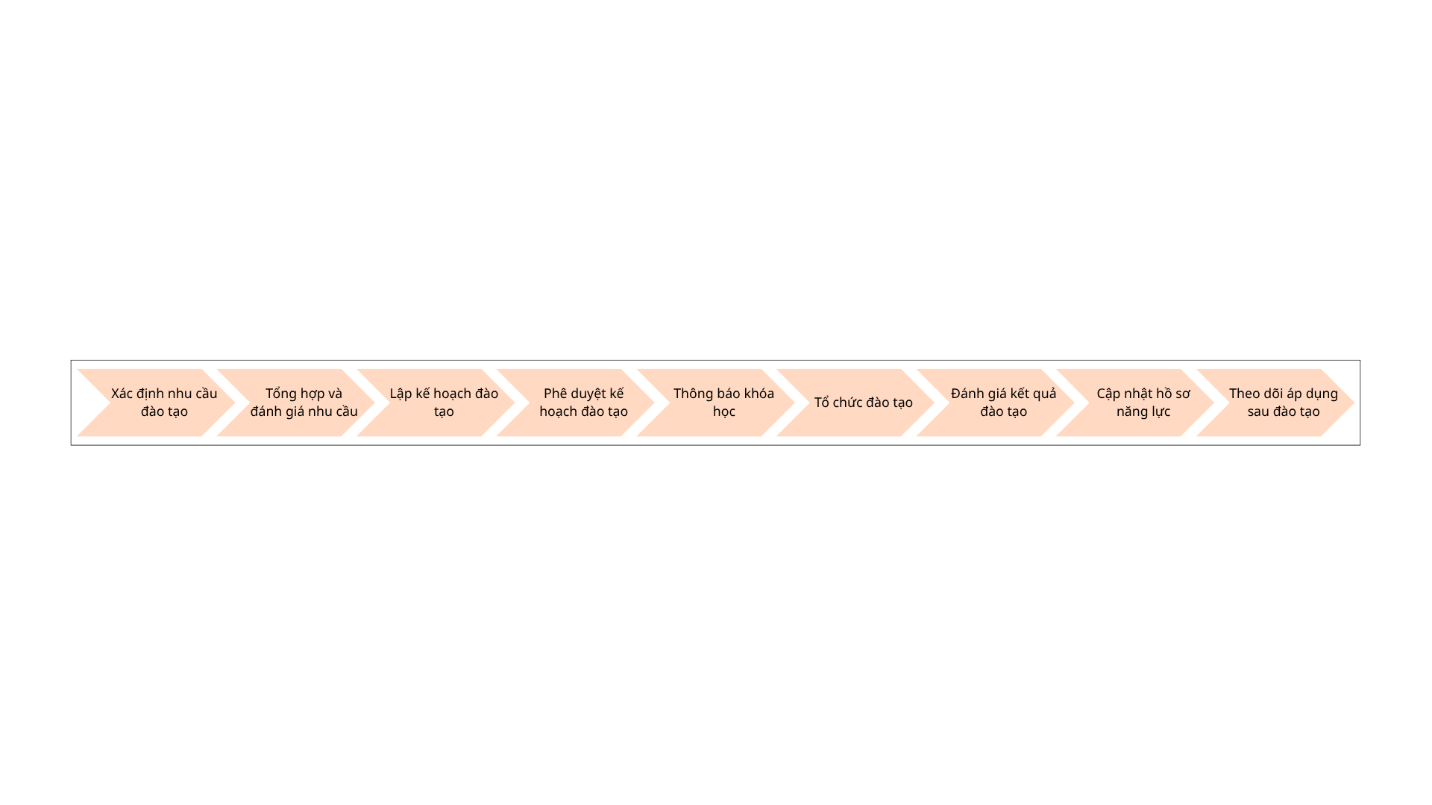 Xác định nhu cầu
đào tạo
Tổng hợp và
đánh giá nhu cầu
Lập kế hoạch đào
tạo
Phê duyệt kế
hoạch đào tạo
Thông báo khóa
học
Tổ chức đào tạo
Đánh giá kết quả
đào tạo
Cập nhật hồ sơ
năng lực
Theo dõi áp dụng
sau đào tạo